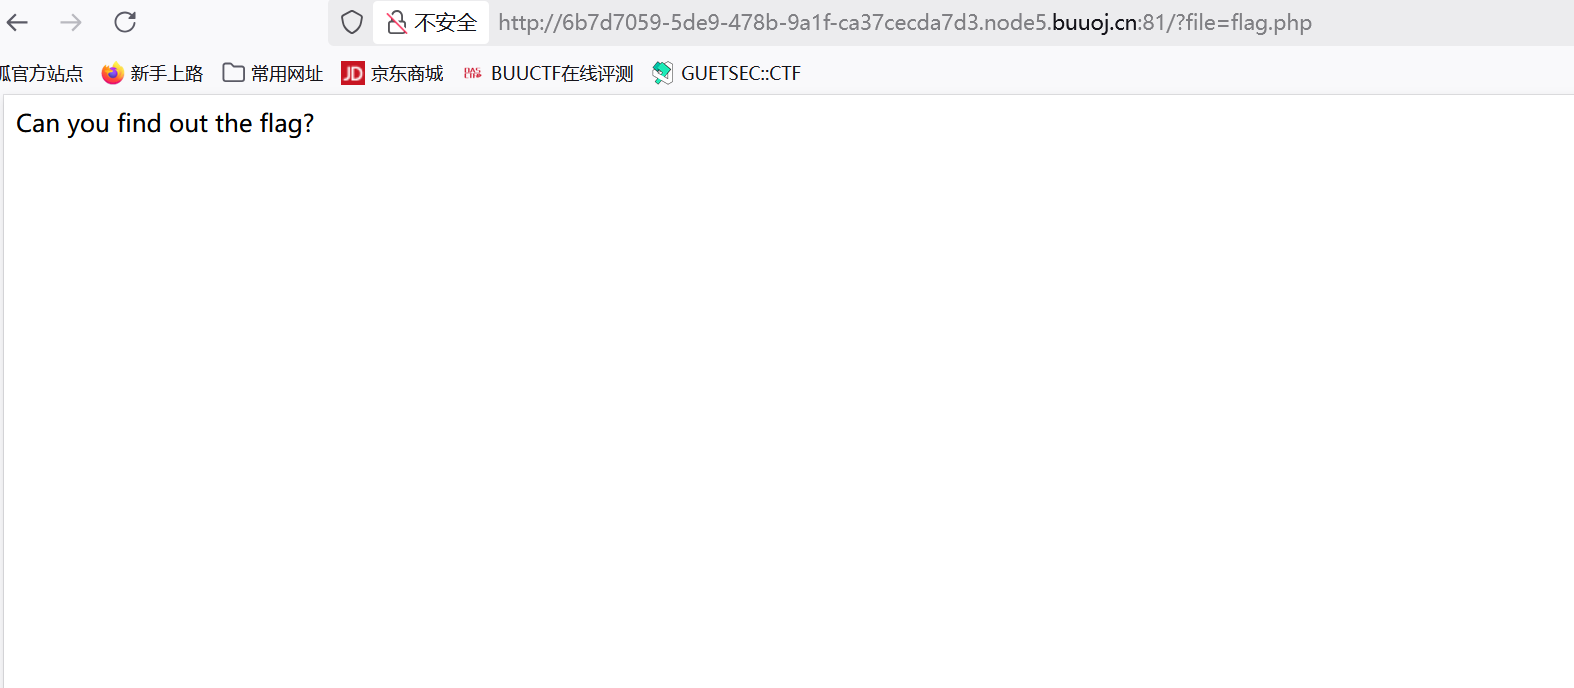 不安全 http://6b7d7059-5de9-478b-9a1f-ca37cecda7d3.node5.buuoj.cn:81/?file=flag.php
狐官方站点 新手上路 常用网址 JD 京东商城 BUUCTF在线评测 GUETSEC::CTF
Can you find out the flag?